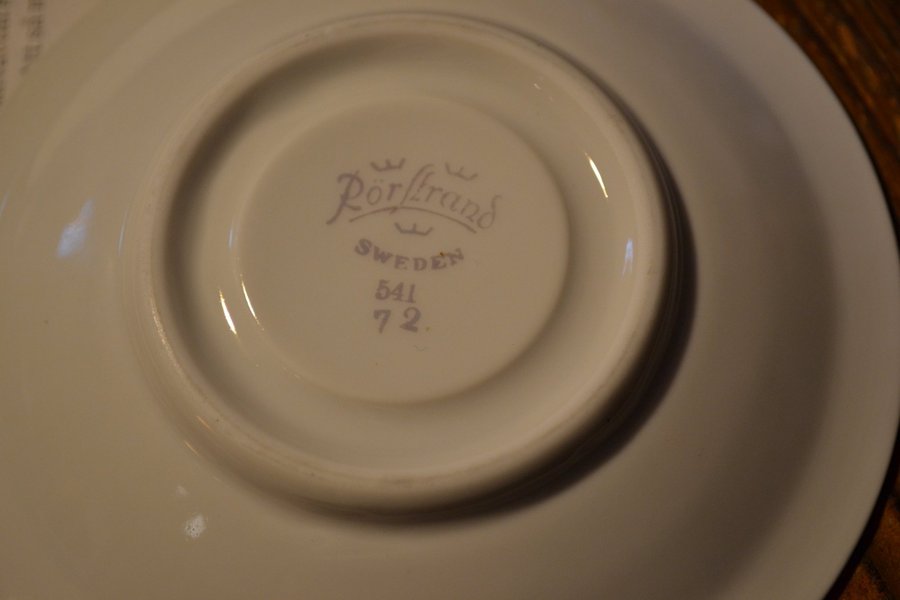 Rörstrand
SWEDEN
541
72